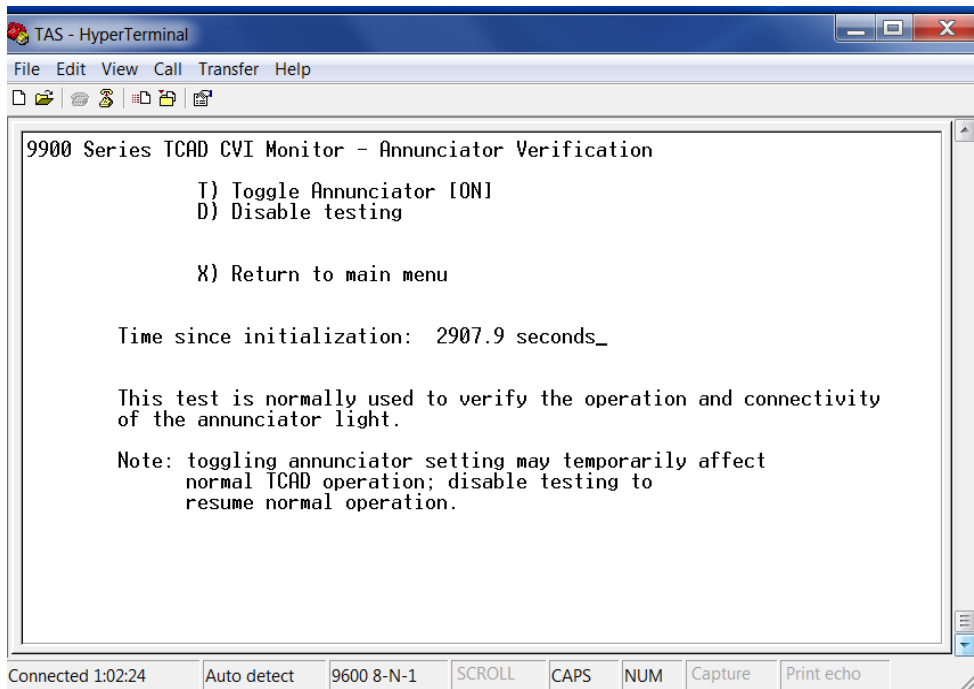 TAS - HyperTerminal
File Edit View Call Transfer Help
9900 Series TCAD CVI Monitor - Annunciator Verification
T) Toggle Annunciator [ON]
D) Disable testing
X) Return to main menu
Time since initialization: 2907.9 seconds_
This test is normally used to verify the operation and connectivity
of the annunciator light.
Note: toggling annunciator setting may temporarily affect
normal TCAD operation; disable testing to
resume normal operation.
Connected 1:02:24 Auto detect 9600 8-N-1 SCROLL CAPS NUM Capture Print echo